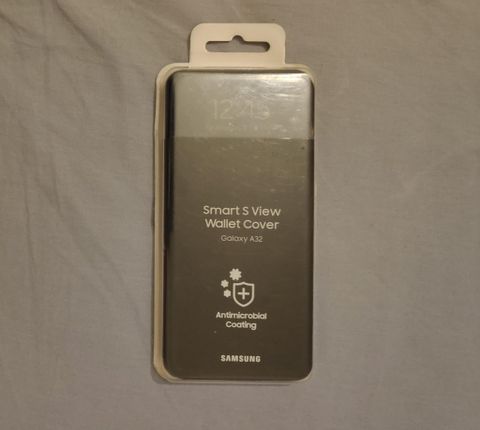 12:45
Smart S View
Wallet Cover
Galaxy A32
Antimicrobial
Coating
SAMSUNG